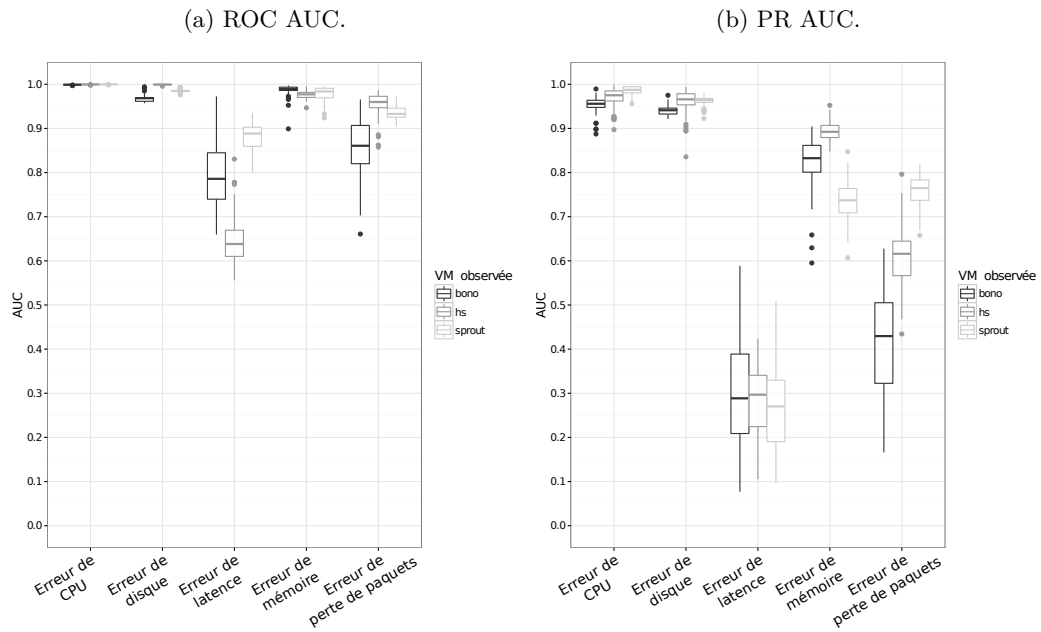 (a) ROC AUC.
(b) PR AUC.
1.0
0.9
0.8
0.7
0.6
0.5
0.4
0.3
0.2
0.1
0.0
AUC
Erreur de
CPU
Erreur de
disque
Erreur de
latence
Erreur de
mémoire
Erreur de
perte de paquets
VM observée
bono
hs
sprout
1.0
0.9
0.8
0.7
0.6
0.5
0.4
0.3
0.2
0.1
0.0
AUC
Erreur de
CPU
Erreur de
disque
Erreur de
latence
Erreur de
mémoire
Erreur de
perte de paquets
VM observée
bono
hs
sprout